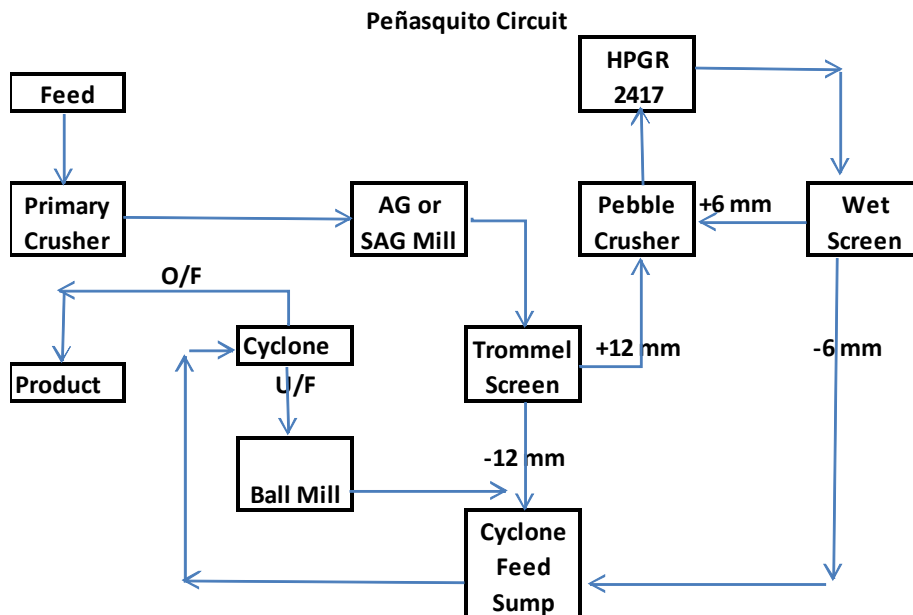 Peñasquito Circuit
HPGR
2417
Feed
Primary
Crusher
AG or
SAG Mill
Pebble
Crusher
+6 mm
Wet
Screen
O/F
Cyclone
Trommel
Screen
+12 mm
-6 mm
Product
U/F
-12 mm
Ball Mill
Cyclone
Feed
Sump